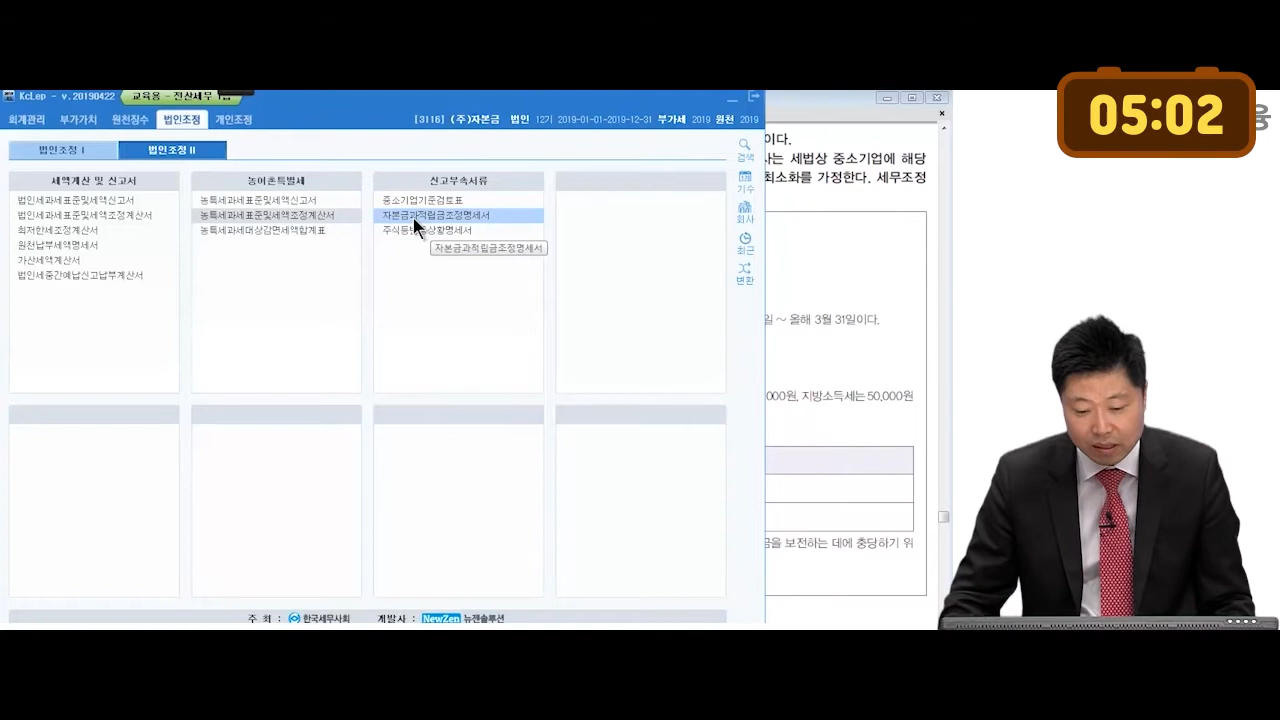 05:02
KcLep - v.20190422 교육용 - 전산세무 1급
회계관리 부가가치 원천징수 법인조정 개인조정
[3116] (주)자본금 법인 12기 2019-01-01~2019-12-31 부가세 2019 원천 2019
법인조정 I 법인조정 II
세액계산 및 신고서
법인세과세표준및세액신고서
법인세과세표준및세액조정계산서
최저한세조정계산서
원천납부세액명세서
가산세액계산서
법인세중간예납신고납부계산서
농어촌특별세
농특세과세표준및세액신고서
농특세과세표준및세액조정계산서
농특세과세대상감면세액합계표
신고부속서류
중소기업기준검토표
자본금과적립금조정명세서
주식등변동상황명세서
자본금과적립금조정명세서
검색
기수
회사
최근
변환
주 최 : 한국세무사회 개발사 : NewZen 뉴젠솔루션
이다.
사는 세법상 중소기업에 해당
최소화를 가정한다. 세무조정
일 ~ 올해 3월 31일이다.
000원, 지방소득세는 50,000원
금을 보전하는 데에 충당하기 위